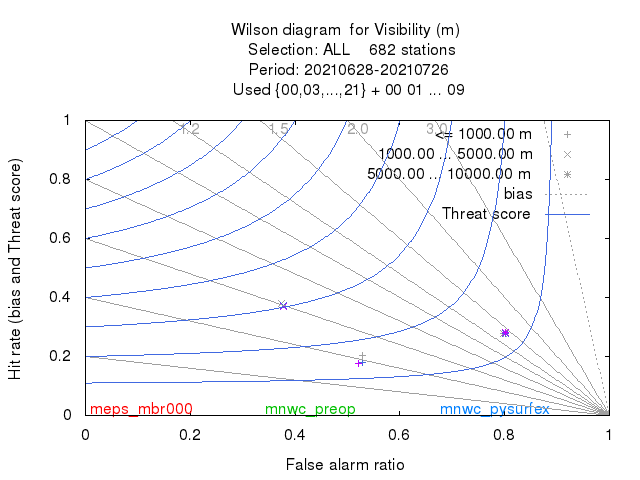 Wilson diagram for Visibility (m)
Selection: ALL 682 stations
Period: 20210628-20210726
Used {00,03,...,21} + 00 01 ... 09
Hit rate (bias and Threat score)
1
0.8
0.6
0.4
0.2
0
1.2 1.5 2.0 3.0
<= 1000.00 m
1000.00 ... 5000.00 m
5000.00 ... 10000.00 m
bias
Threat score
meps_mbr000 mnwc_preop mnwc_pysurfex
0 0.2 0.4 0.6 0.8 1
False alarm ratio